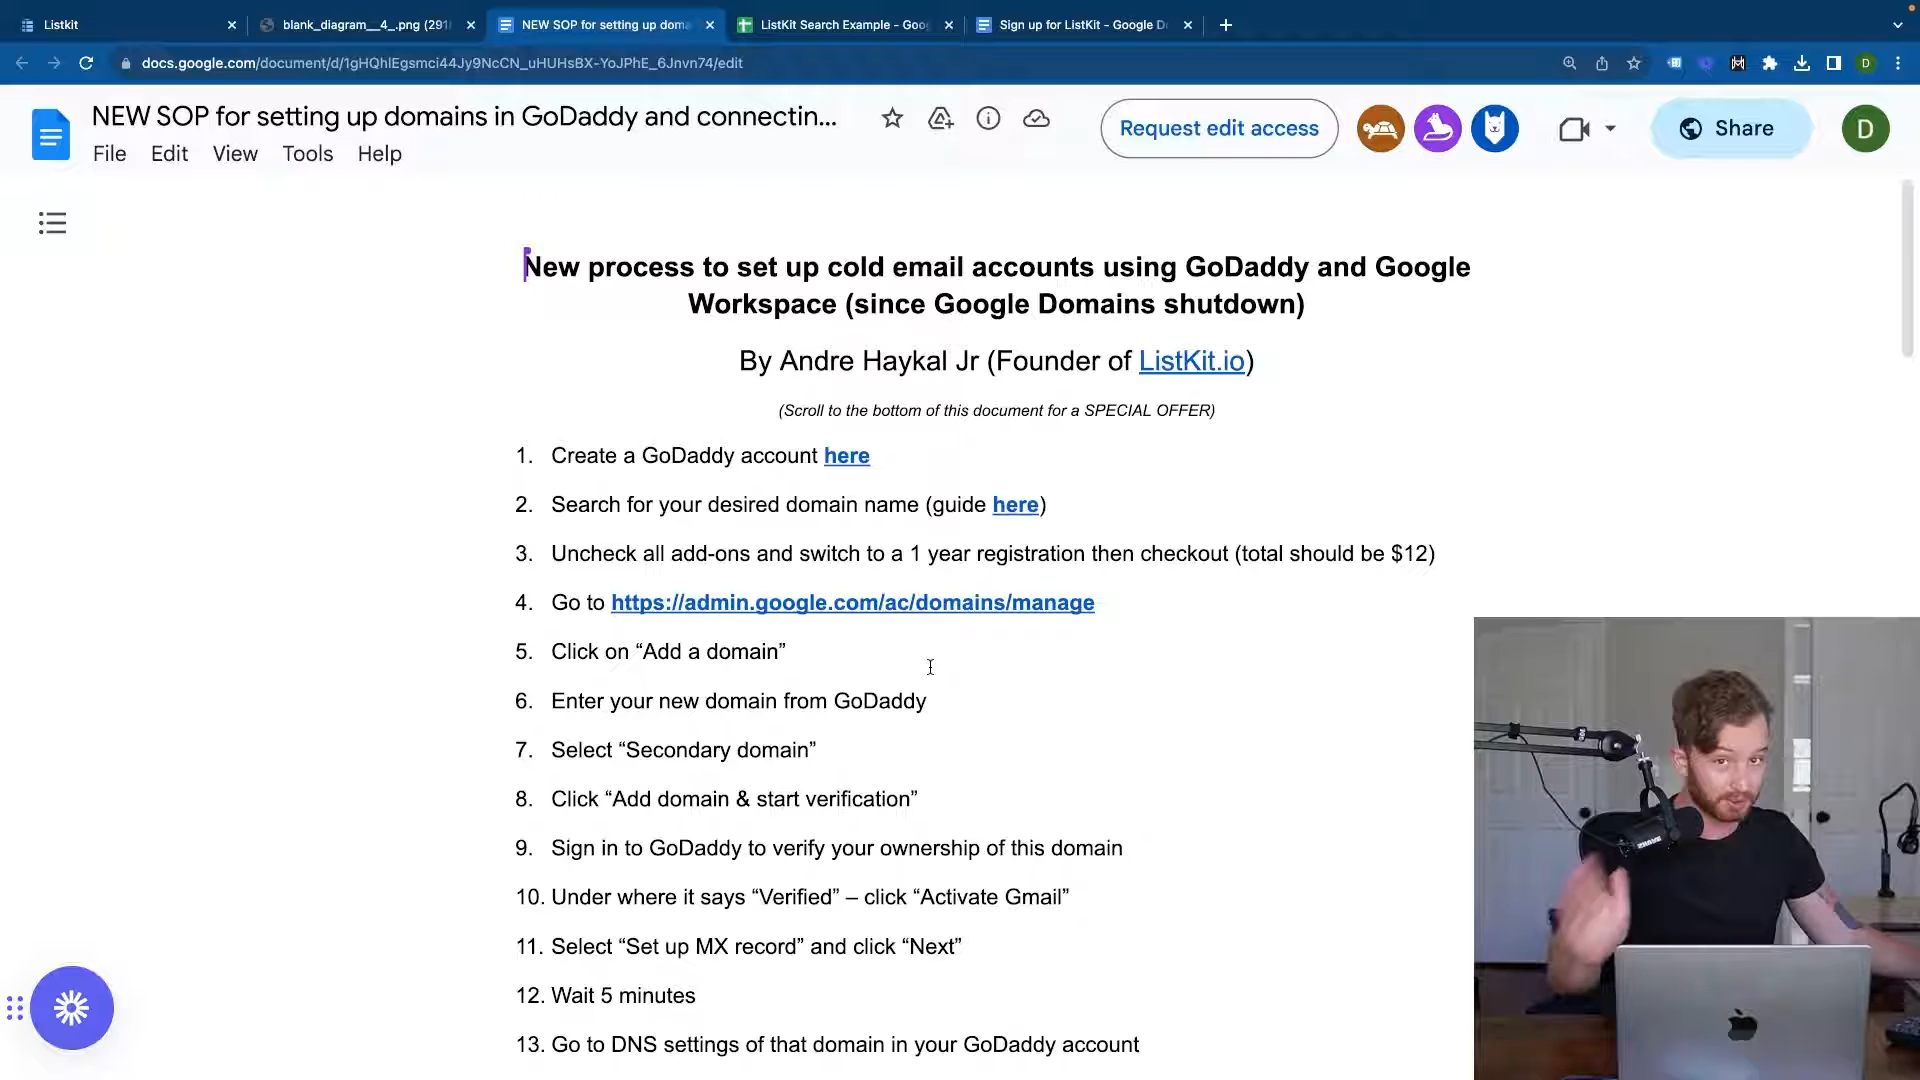 Listkit
blank_diagram__4_.png (291
NEW SOP for setting up doma
ListKit Search Example - Goo
Sign up for ListKit - Google D
docs.google.com/document/d/1gHQhlEgsmci44Jy9NcCN_uHUHsBX-YoJPhE_6Jnvn74/edit
D
NEW SOP for setting up domains in GoDaddy and connectin...
Request edit access
Share
D
File Edit View Tools Help
New process to set up cold email accounts using GoDaddy and Google
Workspace (since Google Domains shutdown)
By Andre Haykal Jr (Founder of ListKit.io)
(Scroll to the bottom of this document for a SPECIAL OFFER)
1. Create a GoDaddy account here
2. Search for your desired domain name (guide here)
3. Uncheck all add-ons and switch to a 1 year registration then checkout (total should be $12)
4. Go to https://admin.google.com/ac/domains/manage
5. Click on “Add a domain”
6. Enter your new domain from GoDaddy
7. Select “Secondary domain”
8. Click “Add domain & start verification”
9. Sign in to GoDaddy to verify your ownership of this domain
10. Under where it says “Verified” – click “Activate Gmail”
11. Select “Set up MX record” and click “Next”
12. Wait 5 minutes
13. Go to DNS settings of that domain in your GoDaddy account
SHURE